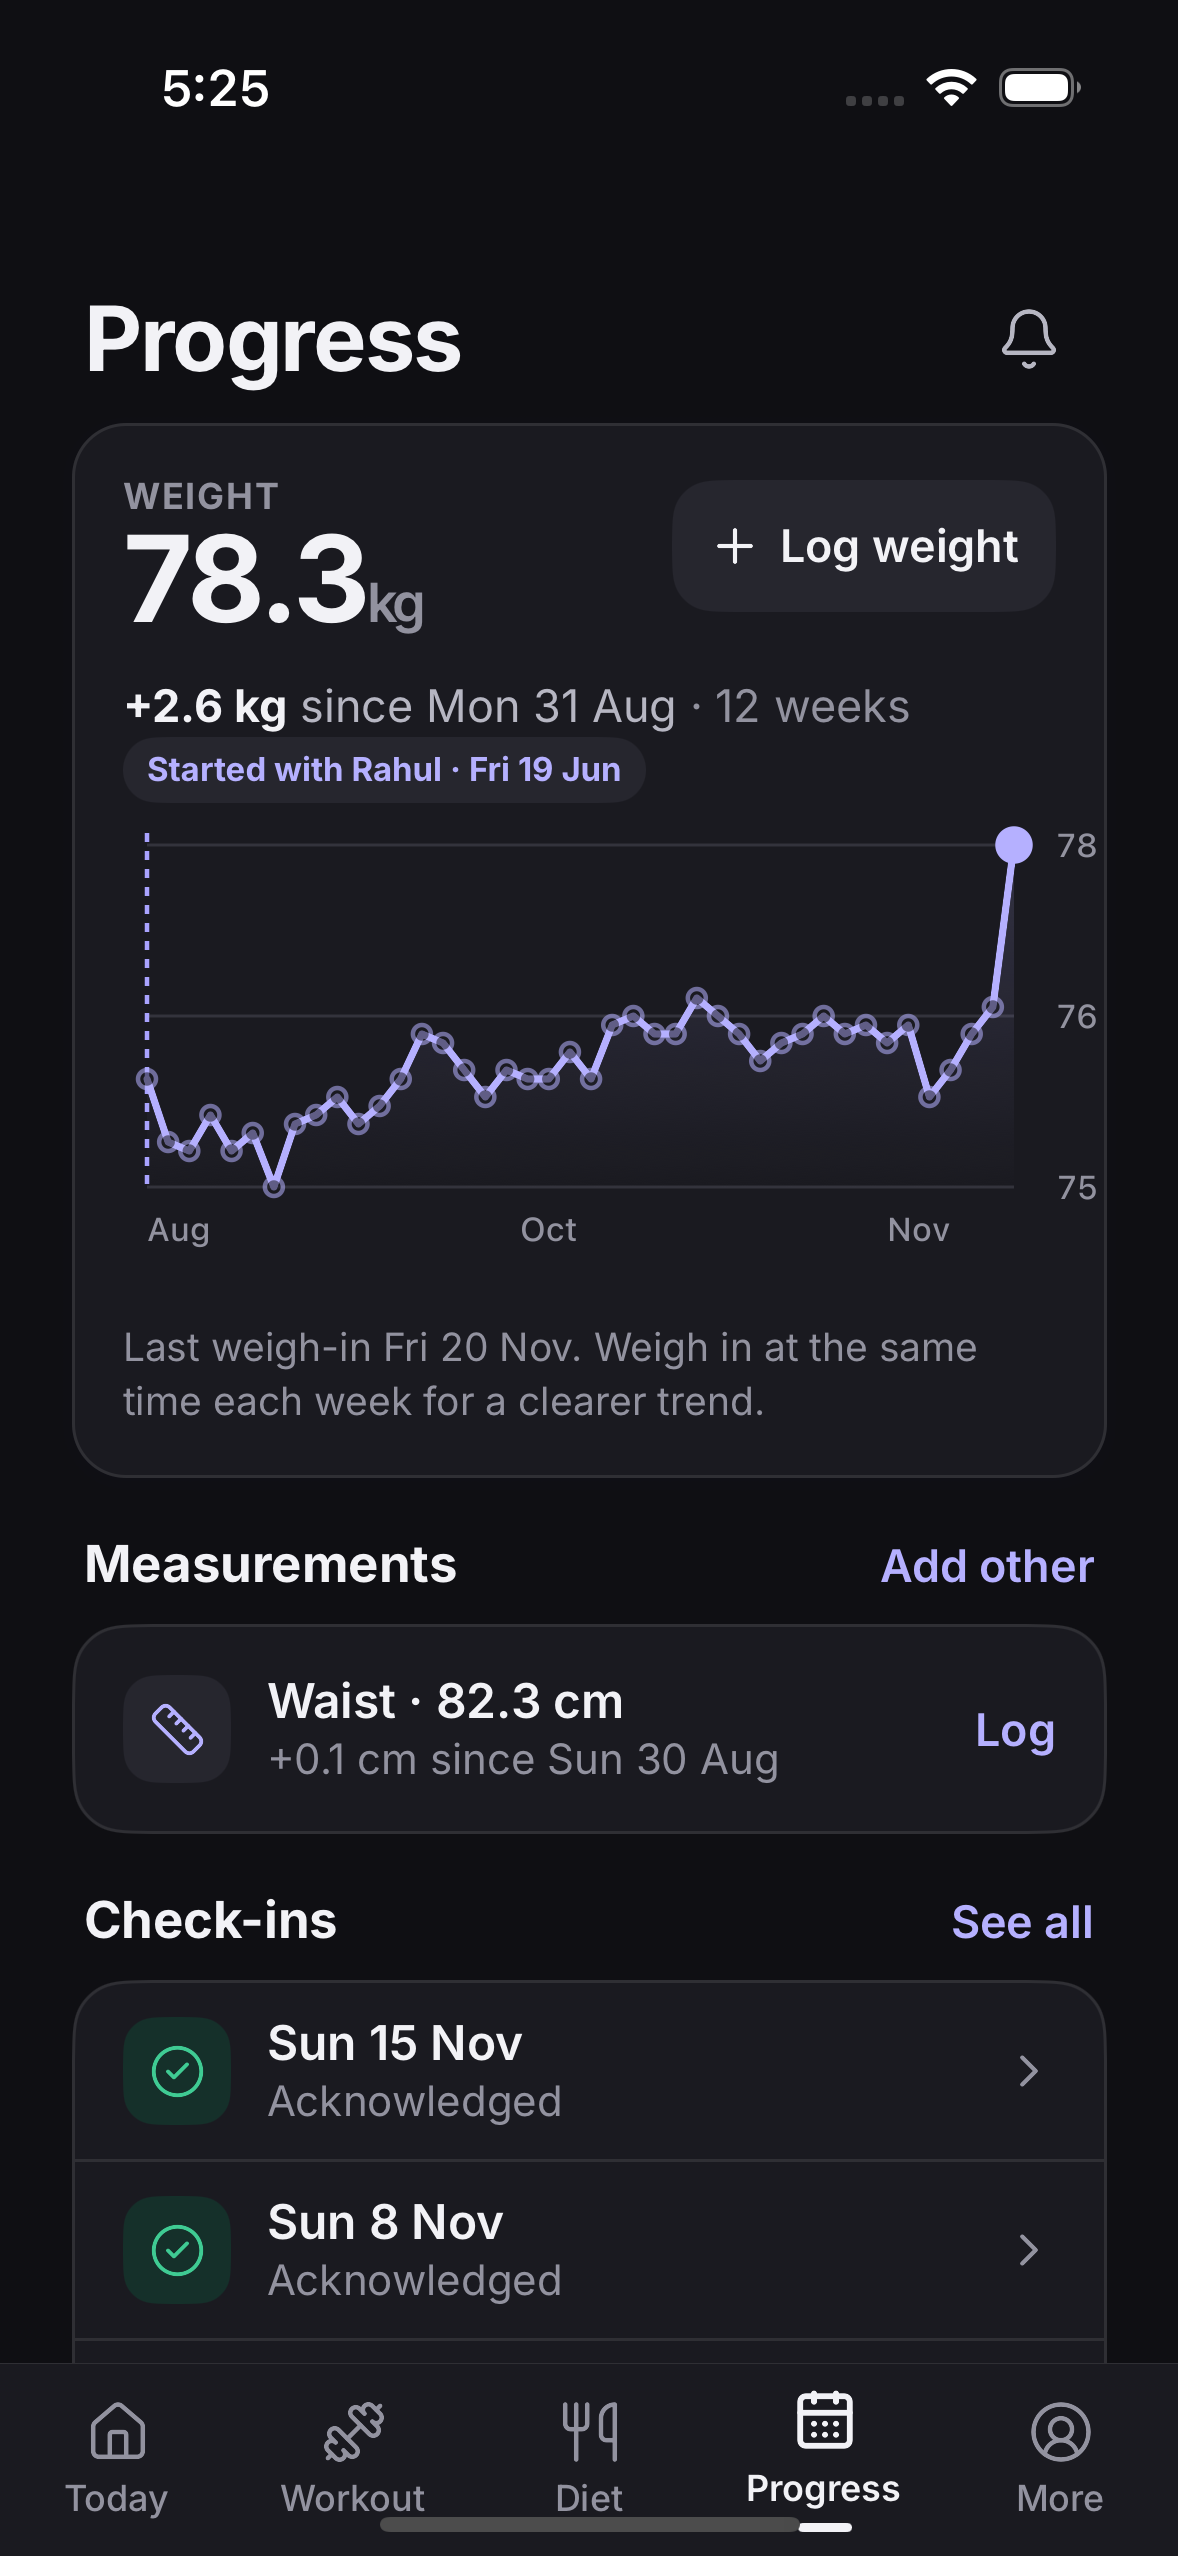 5:25
Progress
WEIGHT
78.3kg
+ Log weight
+2.6 kg since Mon 31 Aug · 12 weeks
Started with Rahul · Fri 19 Jun
78
76
75
Aug Oct Nov
Last weigh-in Fri 20 Nov. Weigh in at the same
time each week for a clearer trend.
Measurements
Add other
Waist · 82.3 cm
+0.1 cm since Sun 30 Aug
Log
Check-ins
See all
Sun 15 Nov
Acknowledged
Sun 8 Nov
Acknowledged
Today Workout Diet Progress More